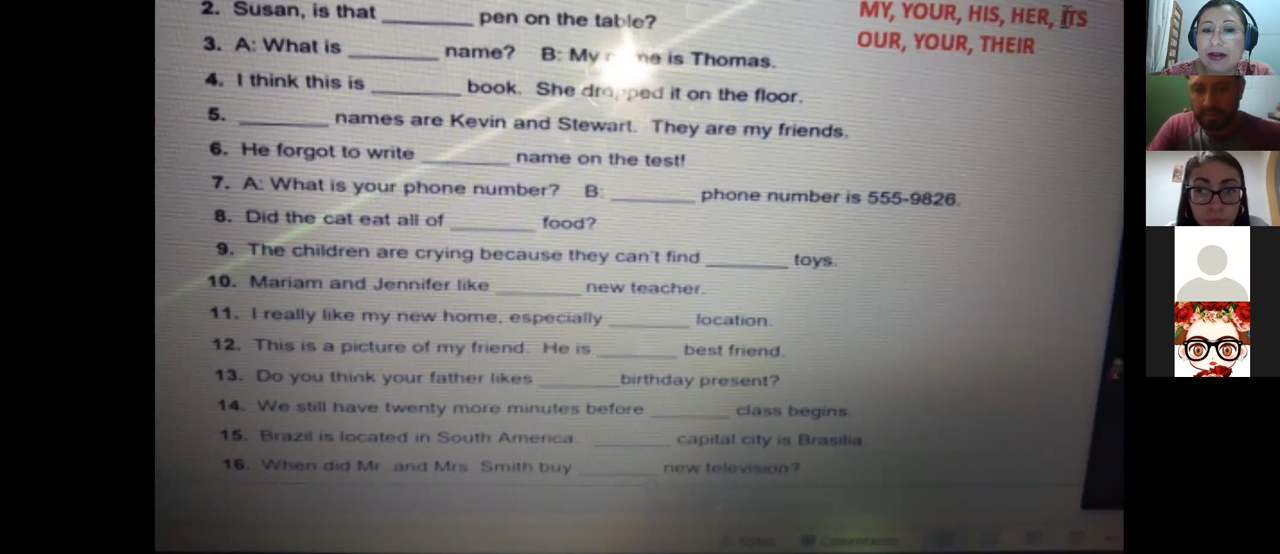 2. Susan, is that ________ pen on the table?
MY, YOUR, HIS, HER, ITS
OUR, YOUR, THEIR
3. A: What is ________ name? B: My name is Thomas.
4. I think this is ________ book. She dropped it on the floor.
5. ________ names are Kevin and Stewart. They are my friends.
6. He forgot to write ________ name on the test!
7. A: What is your phone number? B: ________ phone number is 555-9826.
8. Did the cat eat all of ________ food?
9. The children are crying because they can't find ________ toys.
10. Mariam and Jennifer like ________ new teacher.
11. I really like my new home, especially ________ location.
12. This is a picture of my friend. He is ________ best friend.
13. Do you think your father likes ________ birthday present?
14. We still have twenty more minutes before ________ class begins.
15. Brazil is located in South America. ________ capital city is Brasilia.
16. When did Mr. and Mrs. Smith buy ________ new television?
Notas Comentarios